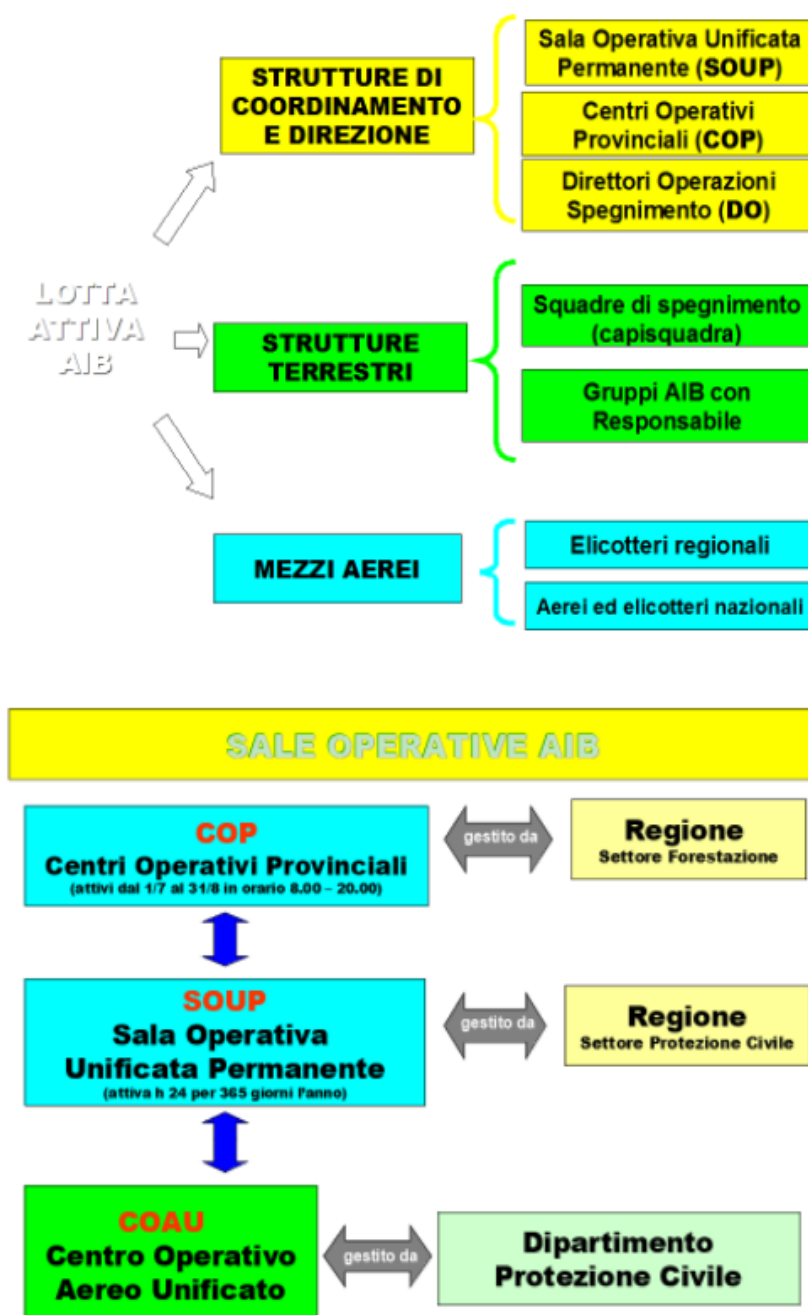 STRUTTURE DI
COORDINAMENTO
E DIREZIONE
Sala Operativa Unificata
Permanente (SOUP)
Centri Operativi
Provinciali (COP)
Direttori Operazioni
Spegnimento (DO)
LOTTA
ATTIVA
AIB
STRUTTURE
TERRESTRI
Squadre di spegnimento
(capisquadra)
Gruppi AIB con
Responsabile
MEZZI AEREI
Elicotteri regionali
Aerei ed elicotteri nazionali
SALE OPERATIVE AIB
COP
Centri Operativi Provinciali
(attivi dal 1/7 al 31/8 in orario 8.00 – 20.00)
gestito da
Regione
Settore Forestazione
SOUP
Sala Operativa
Unificata Permanente
(attiva h 24 per 365 giorni l'anno)
gestito da
Regione
Settore Protezione Civile
COAU
Centro Operativo
Aereo Unificato
gestito da
Dipartimento
Protezione Civile